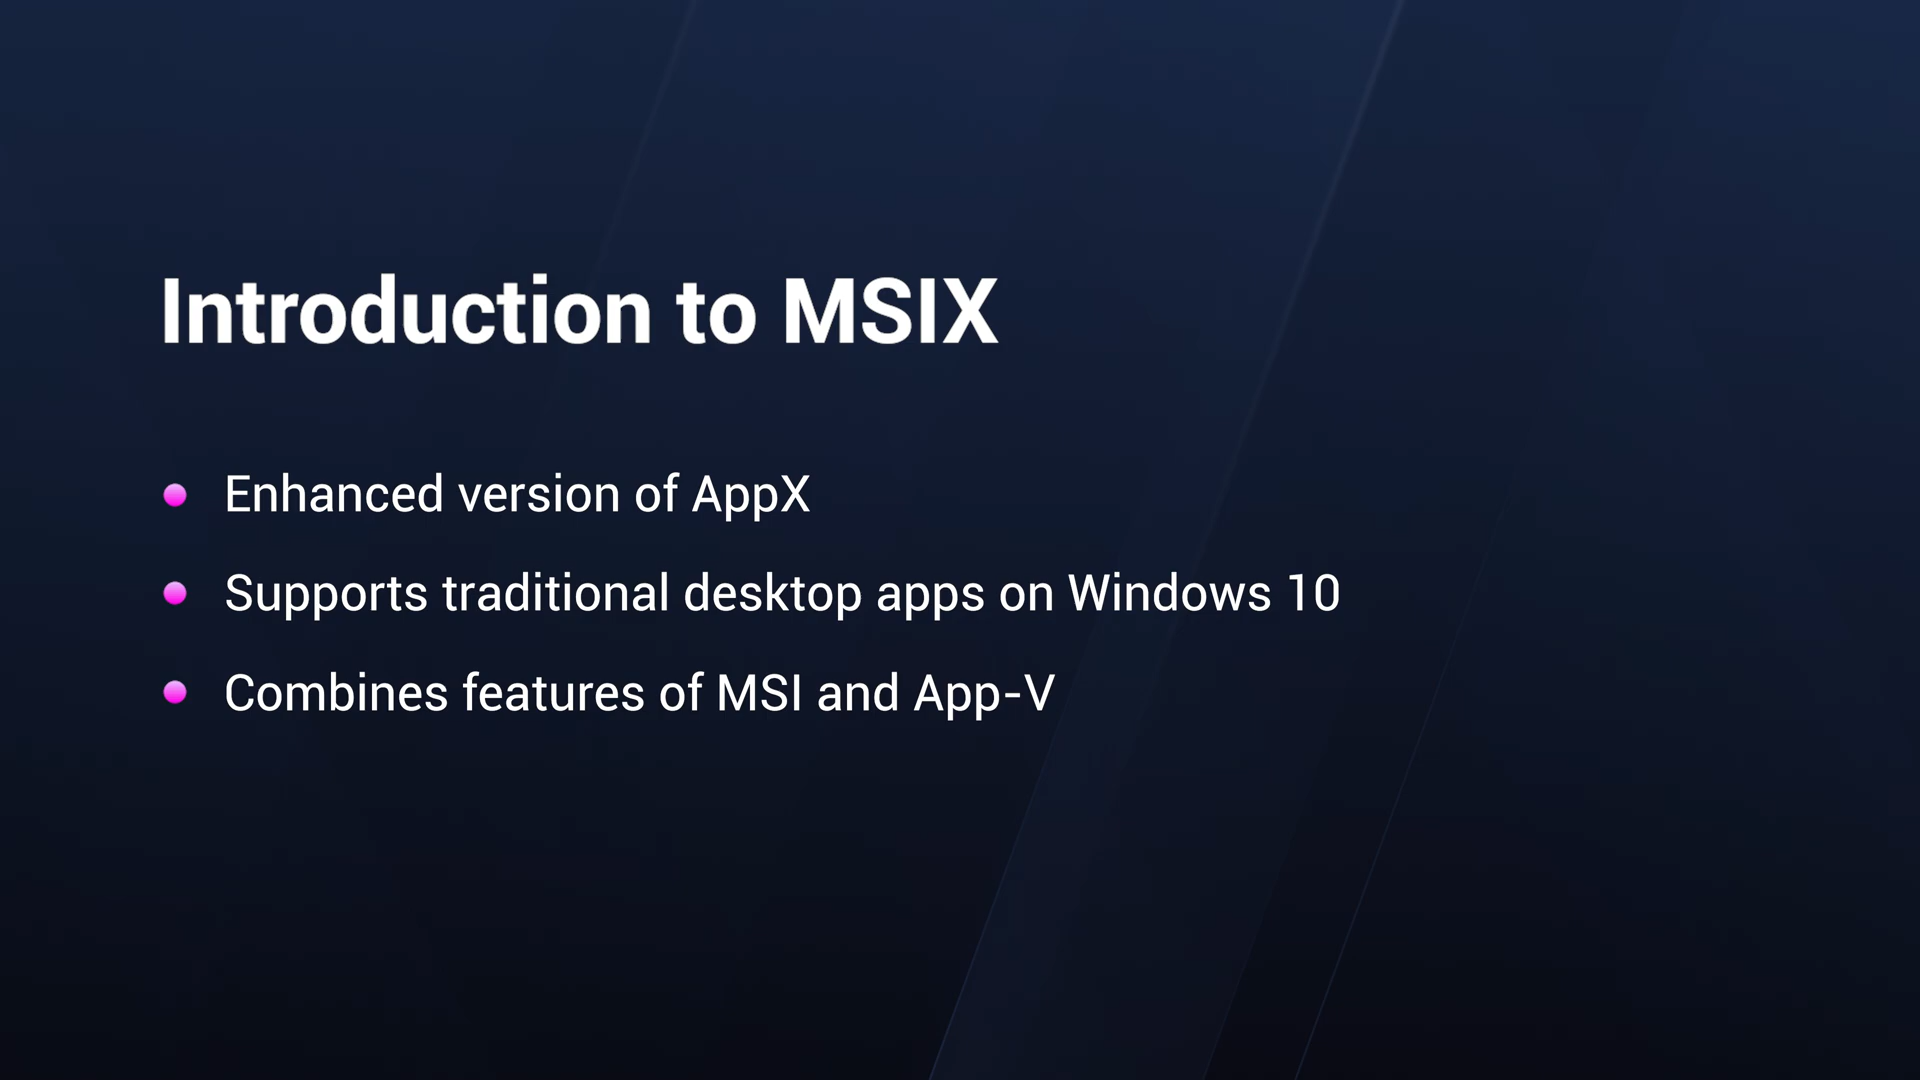 Introduction to MSIX
Enhanced version of AppX
Supports traditional desktop apps on Windows 10
Combines features of MSI and App-V